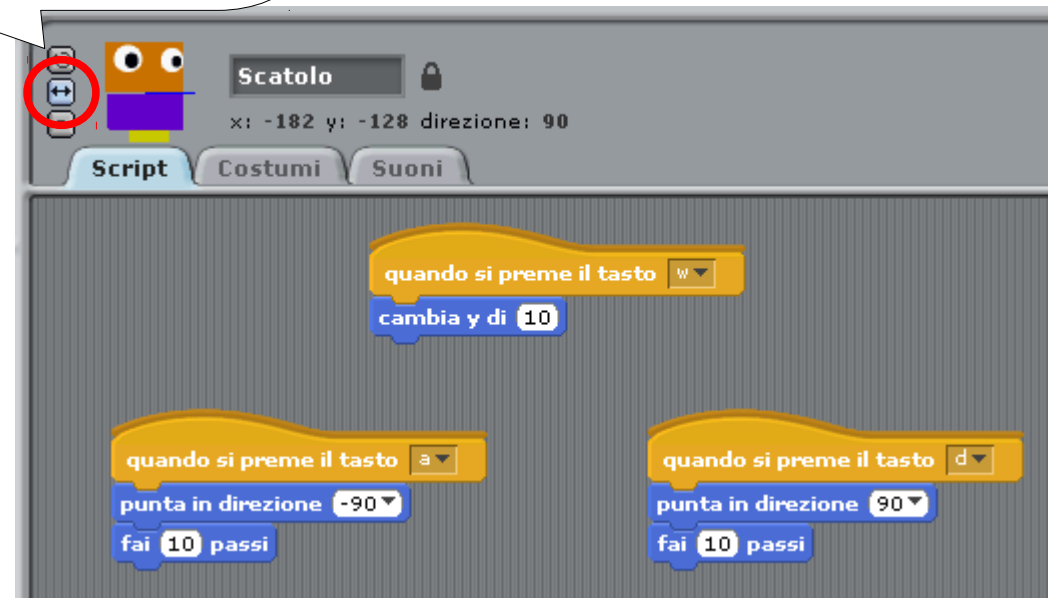 Scatolo
x: -182 y: -128 direzione: 90
Script Costumi Suoni
quando si preme il tasto w
cambia y di 10
quando si preme il tasto a
punta in direzione -90
fai 10 passi
quando si preme il tasto d
punta in direzione 90
fai 10 passi